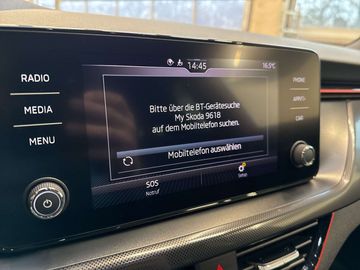 14:45
16.5°C
RADIO
MEDIA
MENU
Bitte über die BT-Gerätesuche
My Skoda 9618
auf dem Mobiltelefon suchen.
Mobiltelefon auswählen
PHONE
CAR
SOS
Notruf
Setup